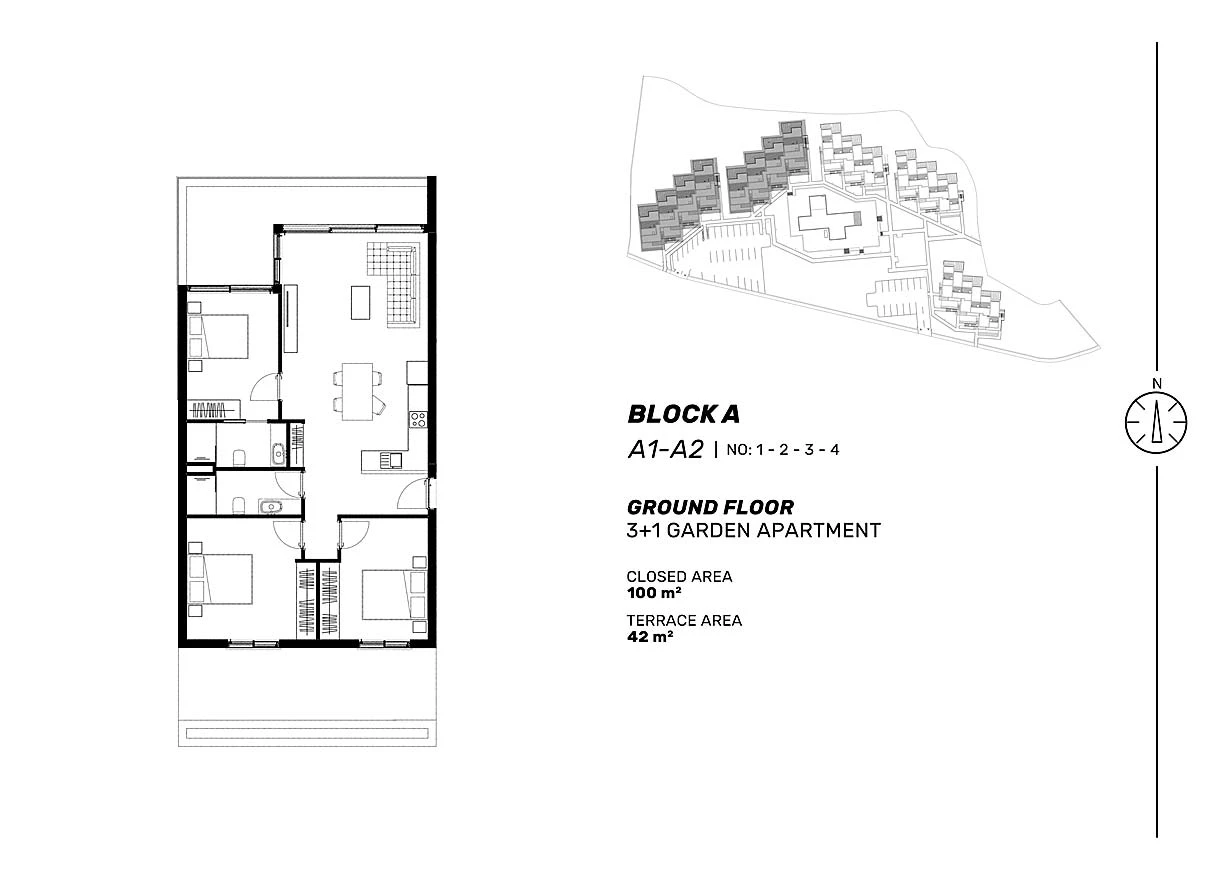 N
BLOCK A
A1-A2 | NO: 1 - 2 - 3 - 4
GROUND FLOOR
3+1 GARDEN APARTMENT
CLOSED AREA
100 m²
TERRACE AREA
42 m²